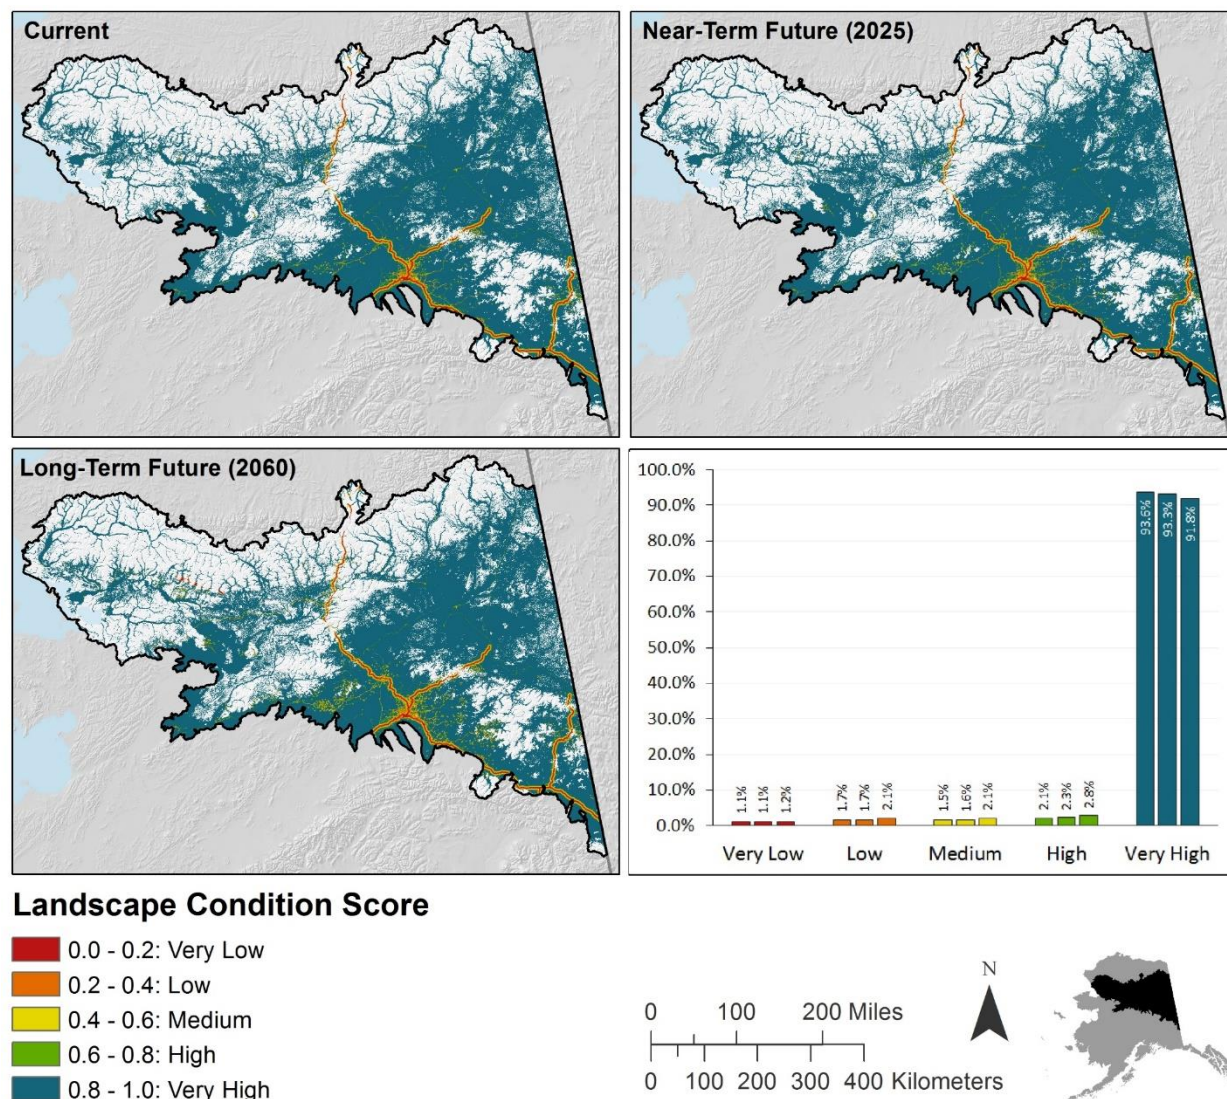 Current
Near-Term Future (2025)
Long-Term Future (2060)
100.0%
90.0%
80.0%
70.0%
60.0%
50.0%
40.0%
30.0%
20.0%
10.0%
0.0%
1.1%
1.1%
1.2%
1.7%
1.7%
2.1%
1.5%
1.6%
2.1%
2.1%
2.3%
2.8%
93.6%
93.3%
91.8%
Very Low
Low
Medium
High
Very High
Landscape Condition Score
0.0 - 0.2: Very Low
0.2 - 0.4: Low
0.4 - 0.6: Medium
0.6 - 0.8: High
0.8 - 1.0: Very High
0 100 200 Miles
0 100 200 300 400 Kilometers
N